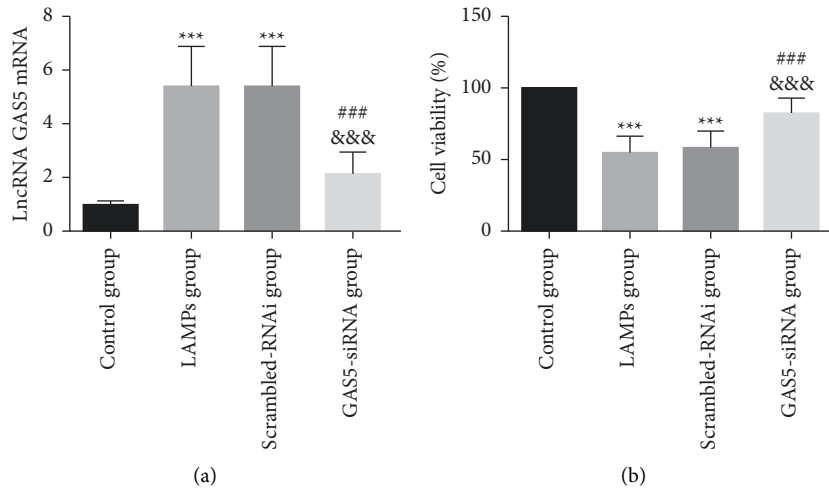 LncRNA GAS5 mRNA
8
6
4
2
0
***
***
###
&&&
Control group
LAMPs group
Scrambled-RNAi group
GAS5-siRNA group
(a)
Cell viability (%)
150
100
50
0
***
***
###
&&&
Control group
LAMPs group
Scrambled-RNAi group
GAS5-siRNA group
(b)